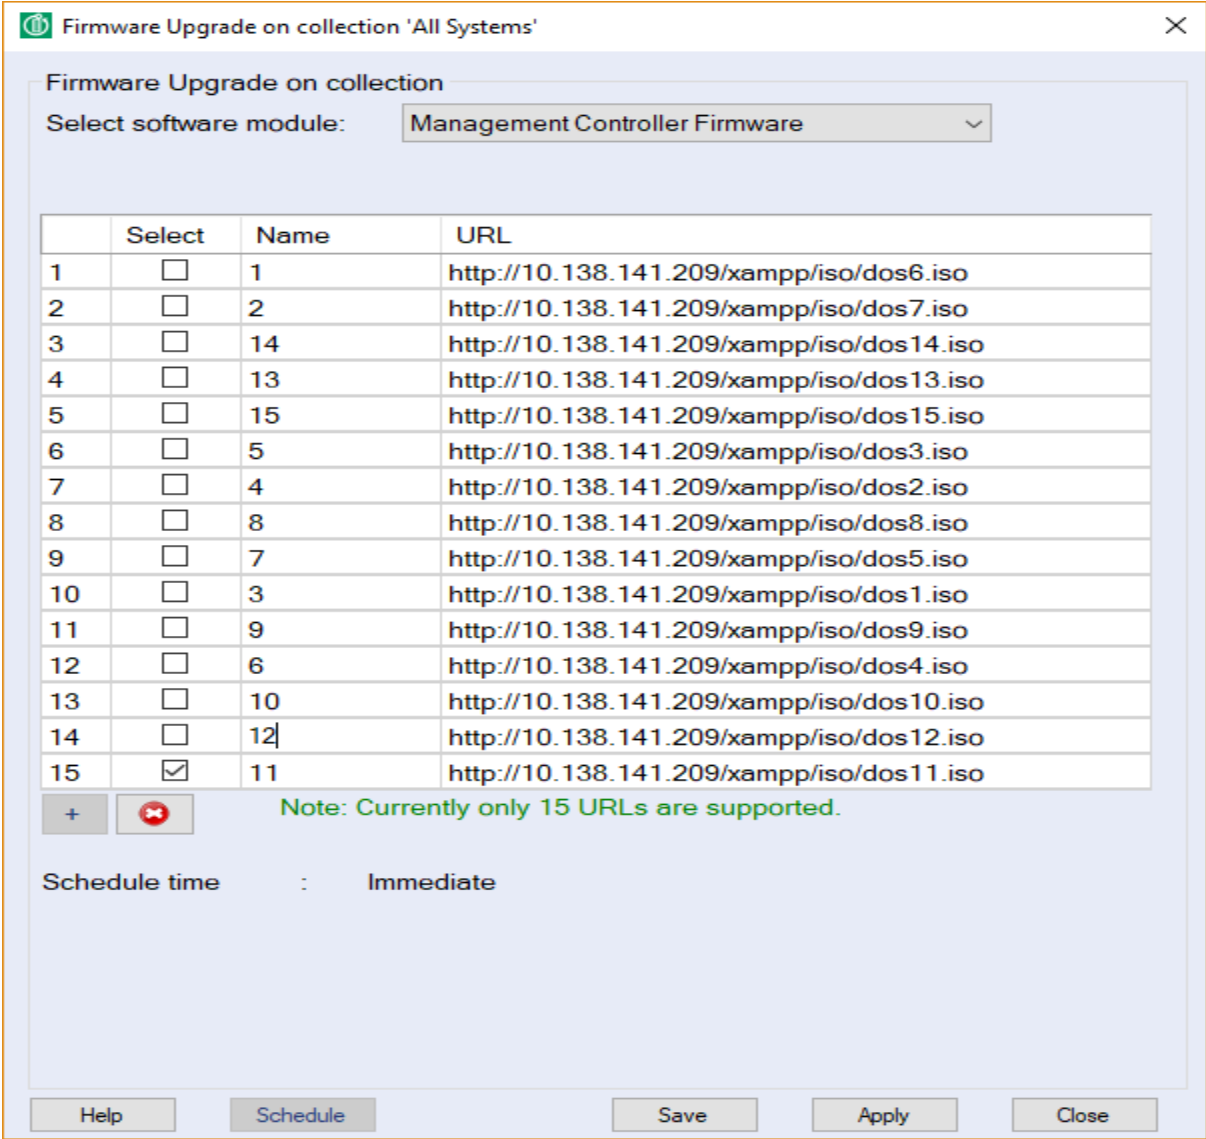 Firmware Upgrade on collection 'All Systems'
Firmware Upgrade on collection
Select software module: Management Controller Firmware
Select Name URL
1 1 http://10.138.141.209/xampp/iso/dos6.iso
2 2 http://10.138.141.209/xampp/iso/dos7.iso
3 14 http://10.138.141.209/xampp/iso/dos14.iso
4 13 http://10.138.141.209/xampp/iso/dos13.iso
5 15 http://10.138.141.209/xampp/iso/dos15.iso
6 5 http://10.138.141.209/xampp/iso/dos3.iso
7 4 http://10.138.141.209/xampp/iso/dos2.iso
8 8 http://10.138.141.209/xampp/iso/dos8.iso
9 7 http://10.138.141.209/xampp/iso/dos5.iso
10 3 http://10.138.141.209/xampp/iso/dos1.iso
11 9 http://10.138.141.209/xampp/iso/dos9.iso
12 6 http://10.138.141.209/xampp/iso/dos4.iso
13 10 http://10.138.141.209/xampp/iso/dos10.iso
14 12 http://10.138.141.209/xampp/iso/dos12.iso
15 11 http://10.138.141.209/xampp/iso/dos11.iso
+ Note: Currently only 15 URLs are supported.
Schedule time : Immediate
Help Schedule Save Apply Close